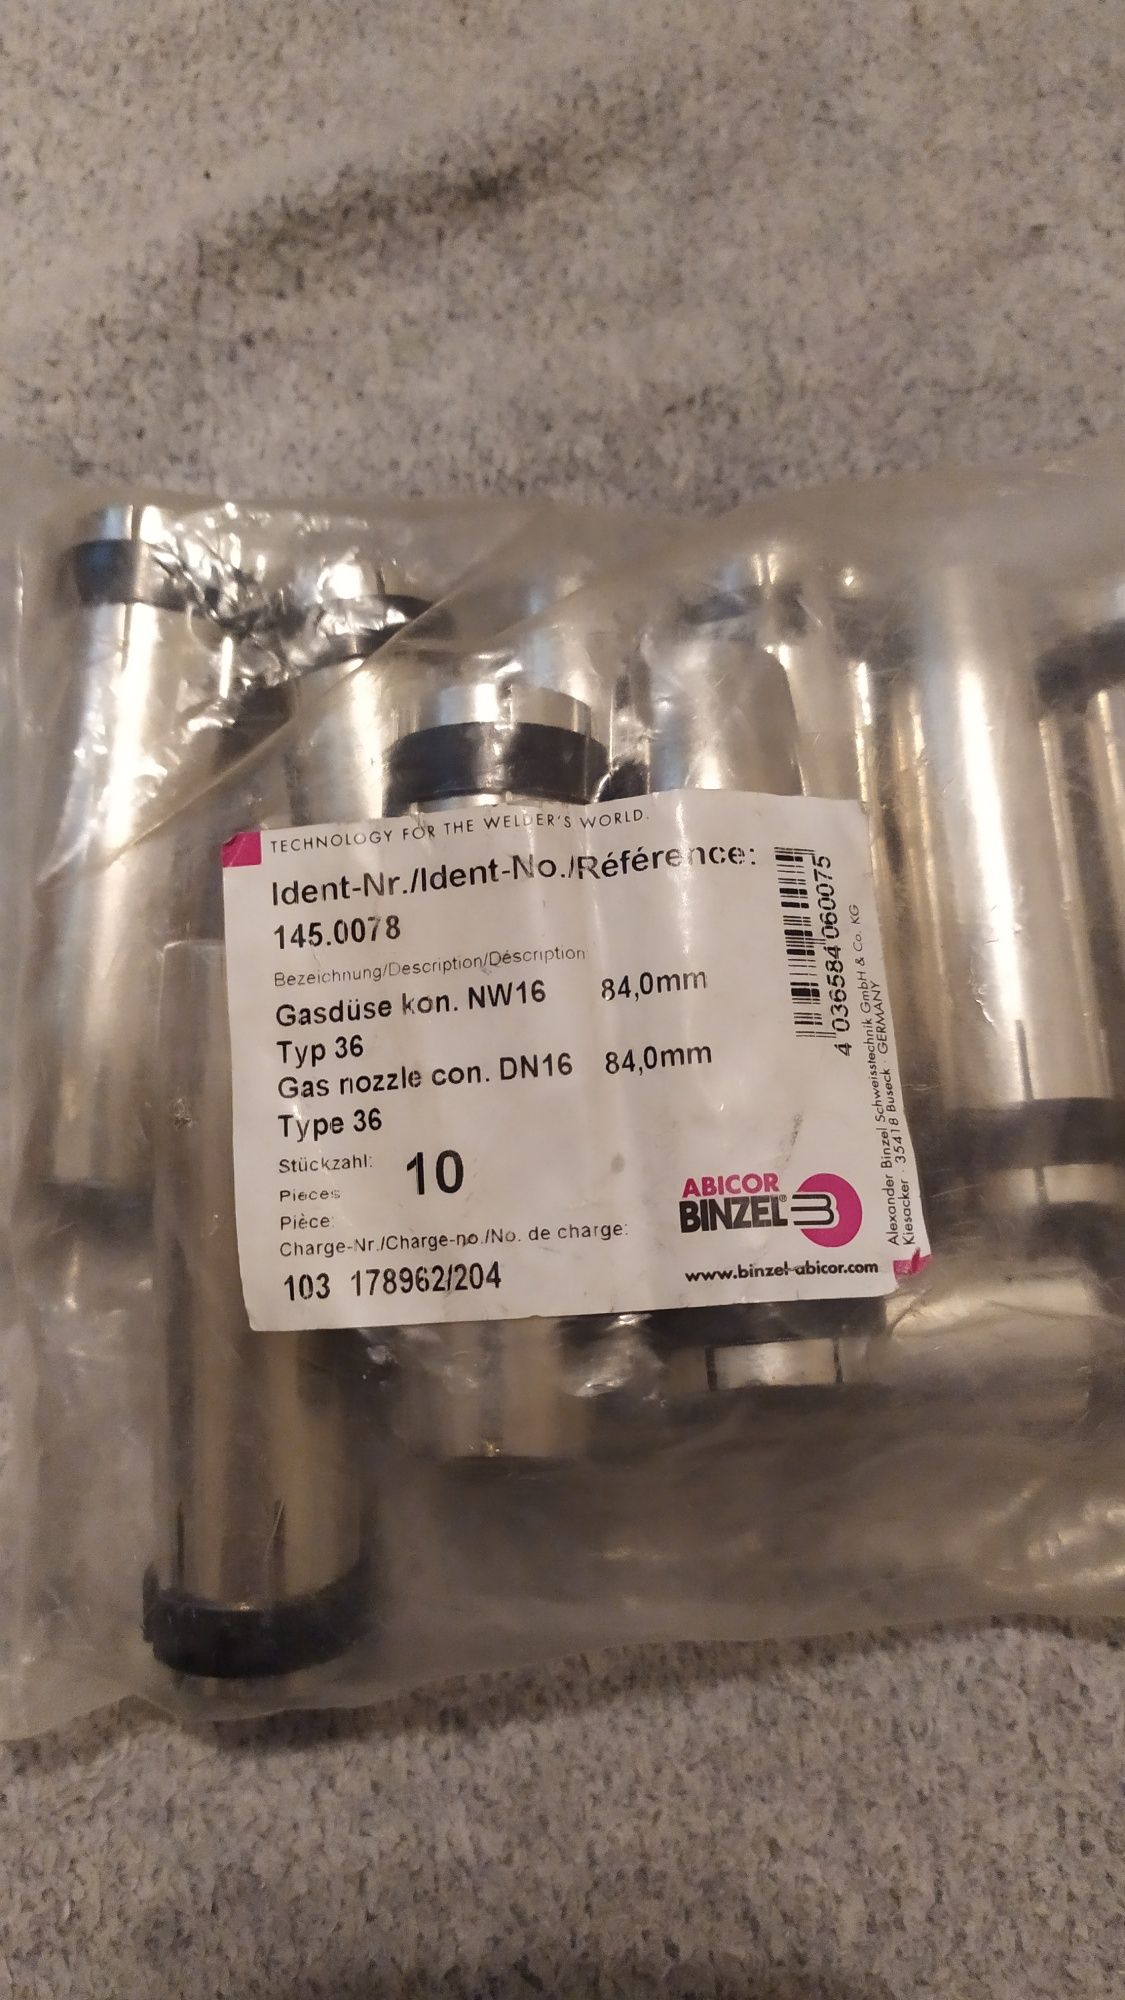 TECHNOLOGY FOR THE WELDER'S WORLD.
Ident-Nr./Ident-No./Référence:
145.0078
Bezeichnung/Description/Déscription
Gasdüse kon. NW16 84,0mm
Typ 36
Gas nozzle con. DN16 84,0mm
Type 36
Stückzahl:
Pieces
Pièce:
10
Charge-Nr./Charge-no./No. de charge:
103 178962/204
4 036584 060075
Alexander Binzel Schweisstechnik GmbH & Co. KG
Kiesacker · 35418 Buseck · GERMANY
ABICOR
BINZEL®
www.binzel-abicor.com